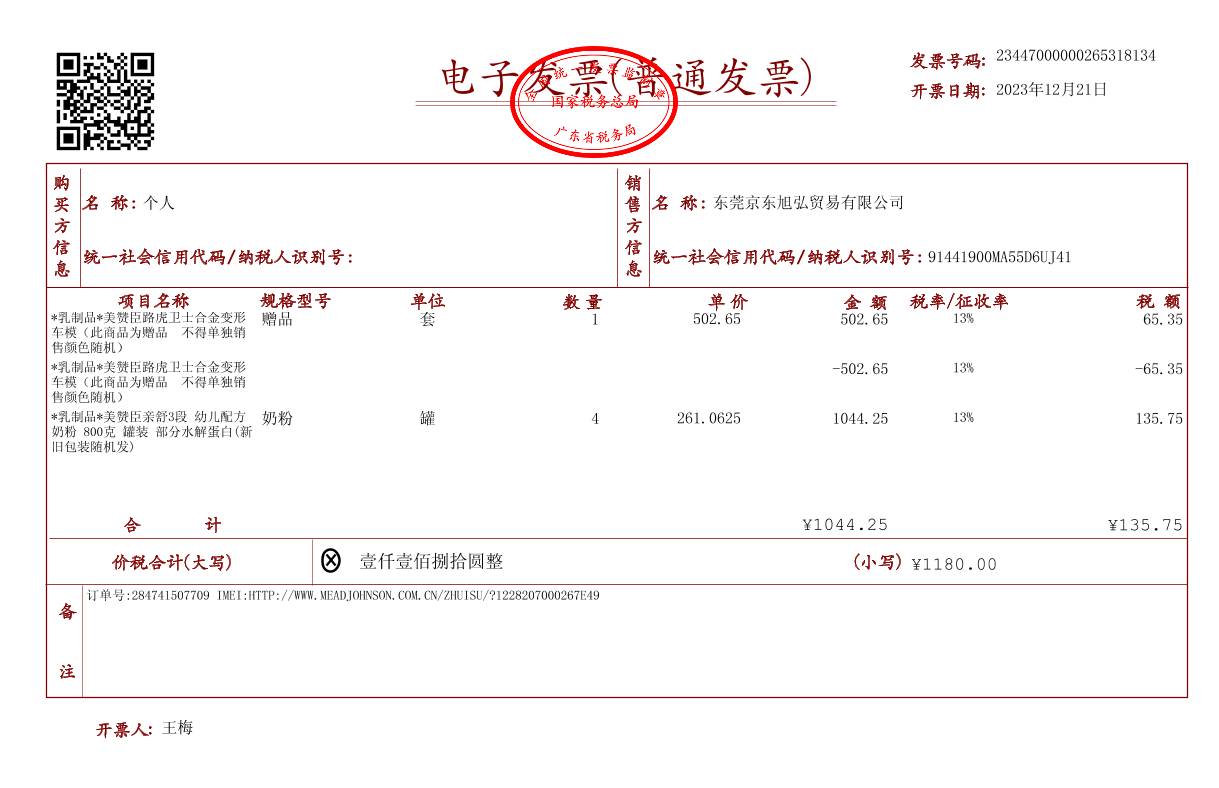 电子发票(普通发票)
全国统一发票监制章
国家税务总局
广东省税务局
发票号码: 23447000000265318134
开票日期: 2023年12月21日
购买方信息
名 称: 个人
统一社会信用代码/纳税人识别号:
销售方信息
名 称: 东莞京东旭弘贸易有限公司
统一社会信用代码/纳税人识别号: 91441900MA55D6UJ41
项目名称 规格型号 单位 数量 单价 金额 税率/征收率 税额
*乳制品*美赞臣路虎卫士合金变形 赠品 套 1 502.65 502.65 13% 65.35
车模（此商品为赠品 不得单独销
售颜色随机）
*乳制品*美赞臣路虎卫士合金变形 -502.65 13% -65.35
车模（此商品为赠品 不得单独销
售颜色随机）
*乳制品*美赞臣亲舒3段 幼儿配方 奶粉 罐 4 261.0625 1044.25 13% 135.75
奶粉 800克 罐装 部分水解蛋白(新
旧包装随机发)
合 计 ¥1044.25 ¥135.75
价税合计(大写) ⊗ 壹仟壹佰捌拾圆整 (小写) ¥1180.00
备注
订单号:284741507709 IMEI:HTTP://WWW.MEADJOHNSON.COM.CN/ZHUISU/?1228207000267E49
开票人: 王梅